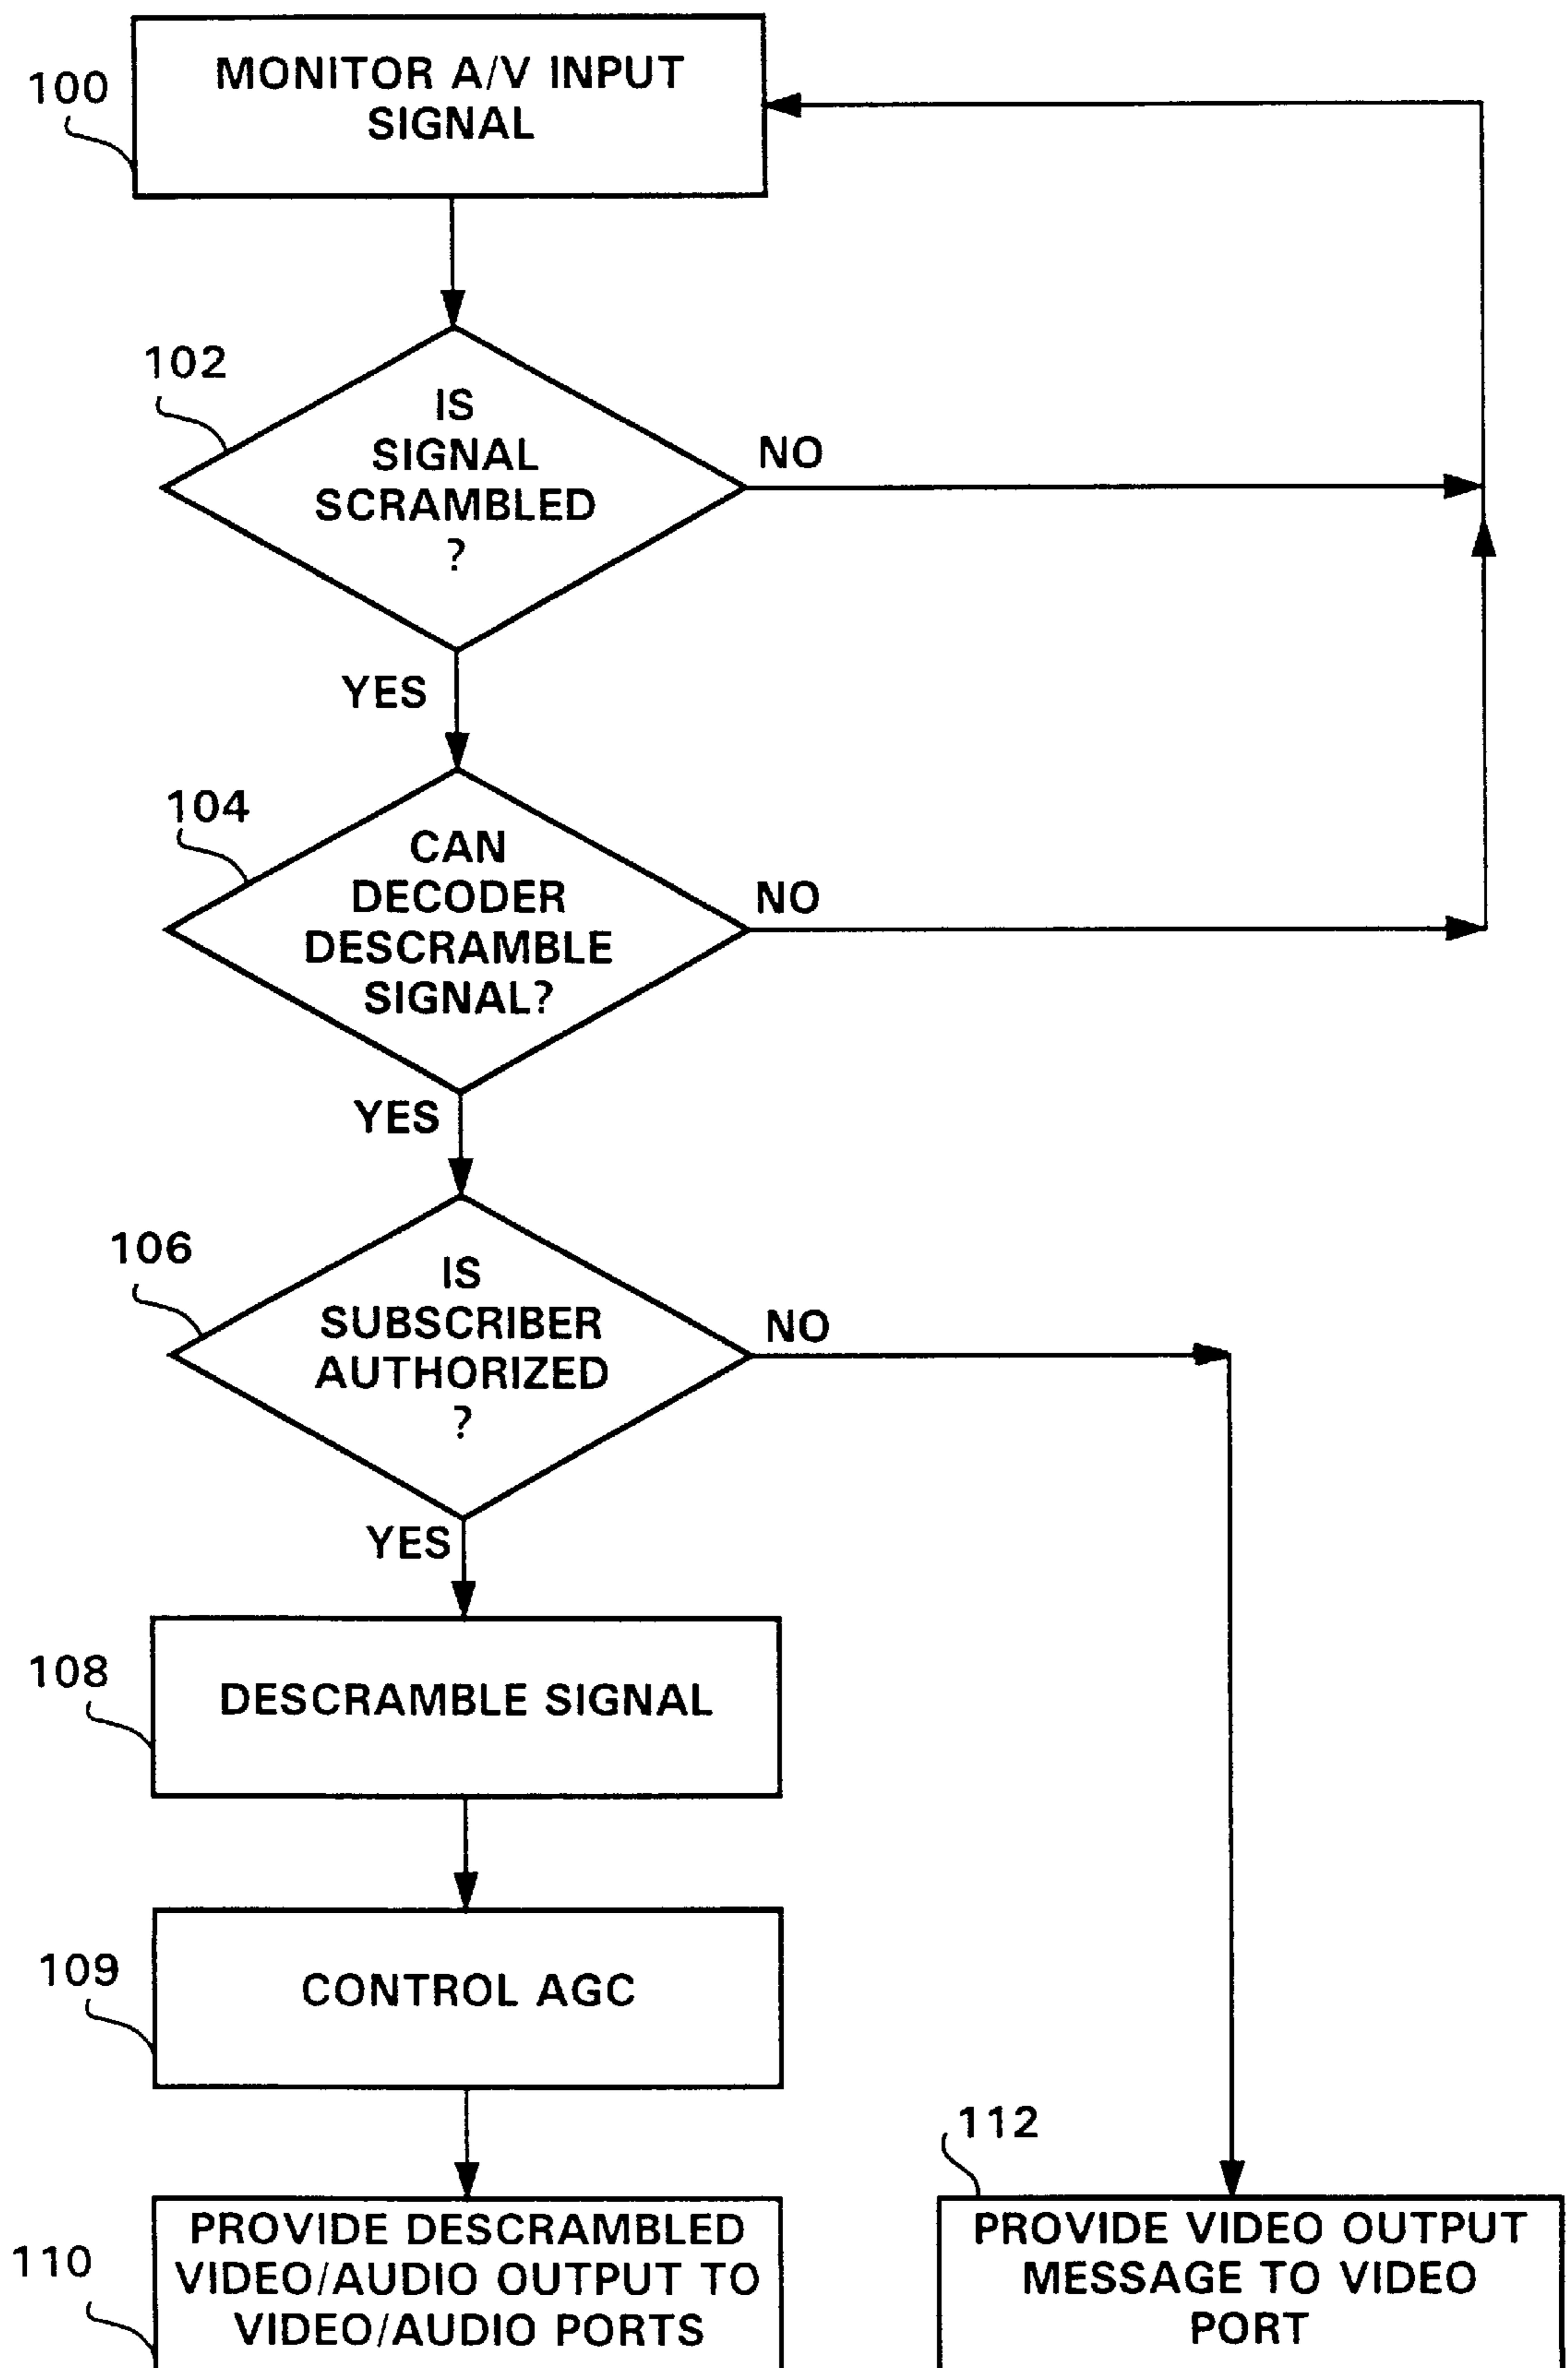 100
MONITOR A/V INPUT
SIGNAL
102
IS
SIGNAL
SCRAMBLED
?
NO
YES
104
CAN
DECODER
DESCRAMBLE
SIGNAL?
NO
YES
106
IS
SUBSCRIBER
AUTHORIZED
?
NO
YES
108
DESCRAMBLE SIGNAL
109
CONTROL AGC
110
PROVIDE DESCRAMBLED
VIDEO/AUDIO OUTPUT TO
VIDEO/AUDIO PORTS
112
PROVIDE VIDEO OUTPUT
MESSAGE TO VIDEO
PORT